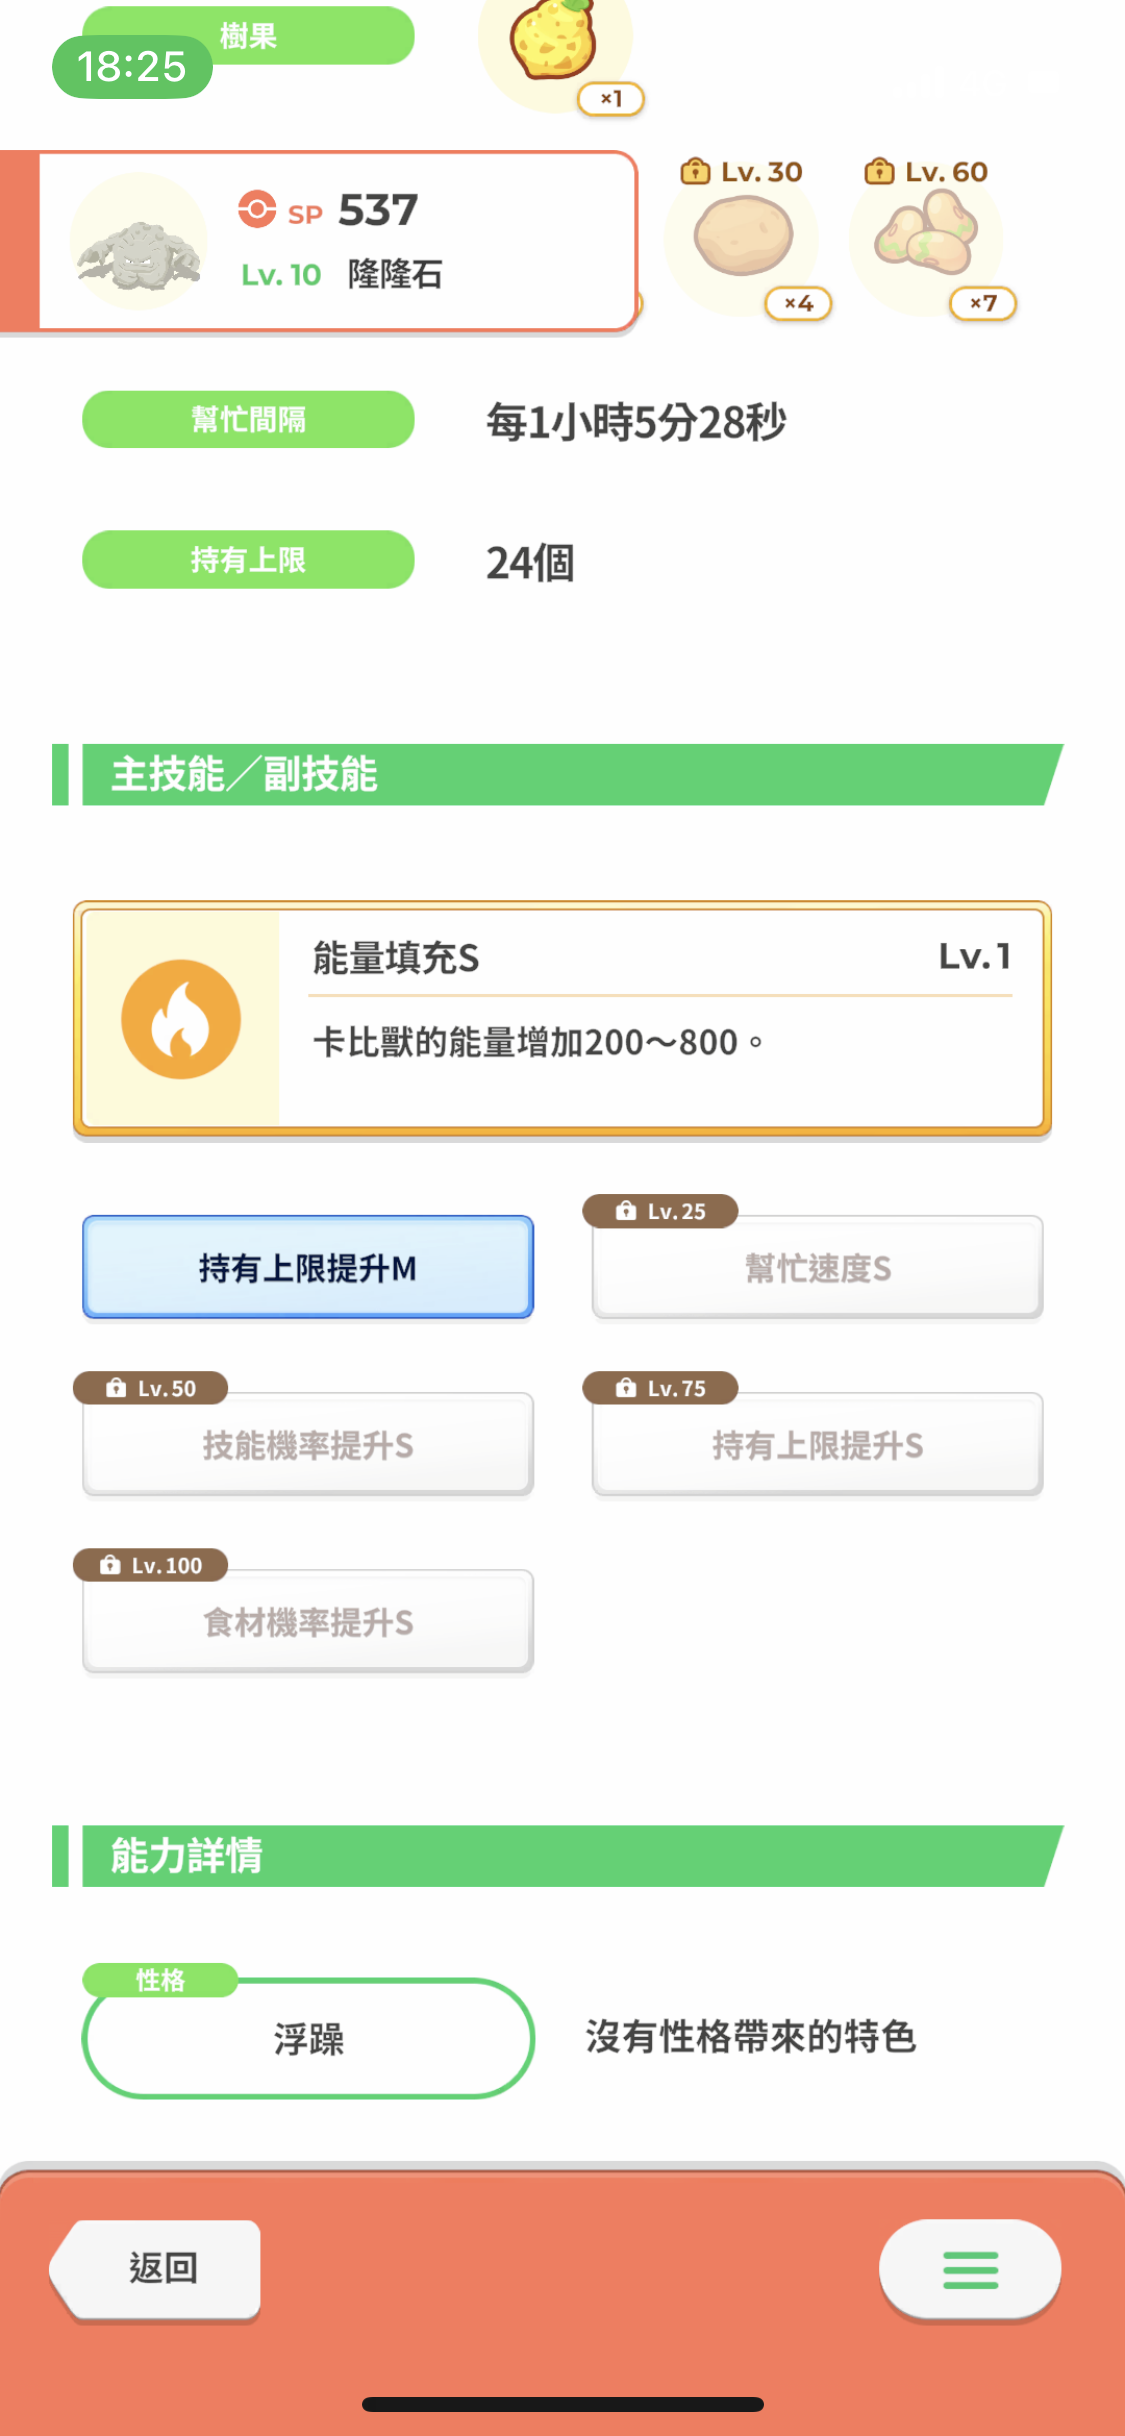 樹果
18:25
×1
SP 537
Lv. 10 隆隆石
Lv. 30
×4
Lv. 60
×7
幫忙間隔
每1小時5分28秒
持有上限
24個
主技能／副技能
能量填充S
Lv. 1
卡比獸的能量增加200～800。
持有上限提升M
Lv. 25
幫忙速度S
Lv. 50
技能機率提升S
Lv. 75
持有上限提升S
Lv. 100
食材機率提升S
能力詳情
性格
浮躁
沒有性格帶來的特色
返回